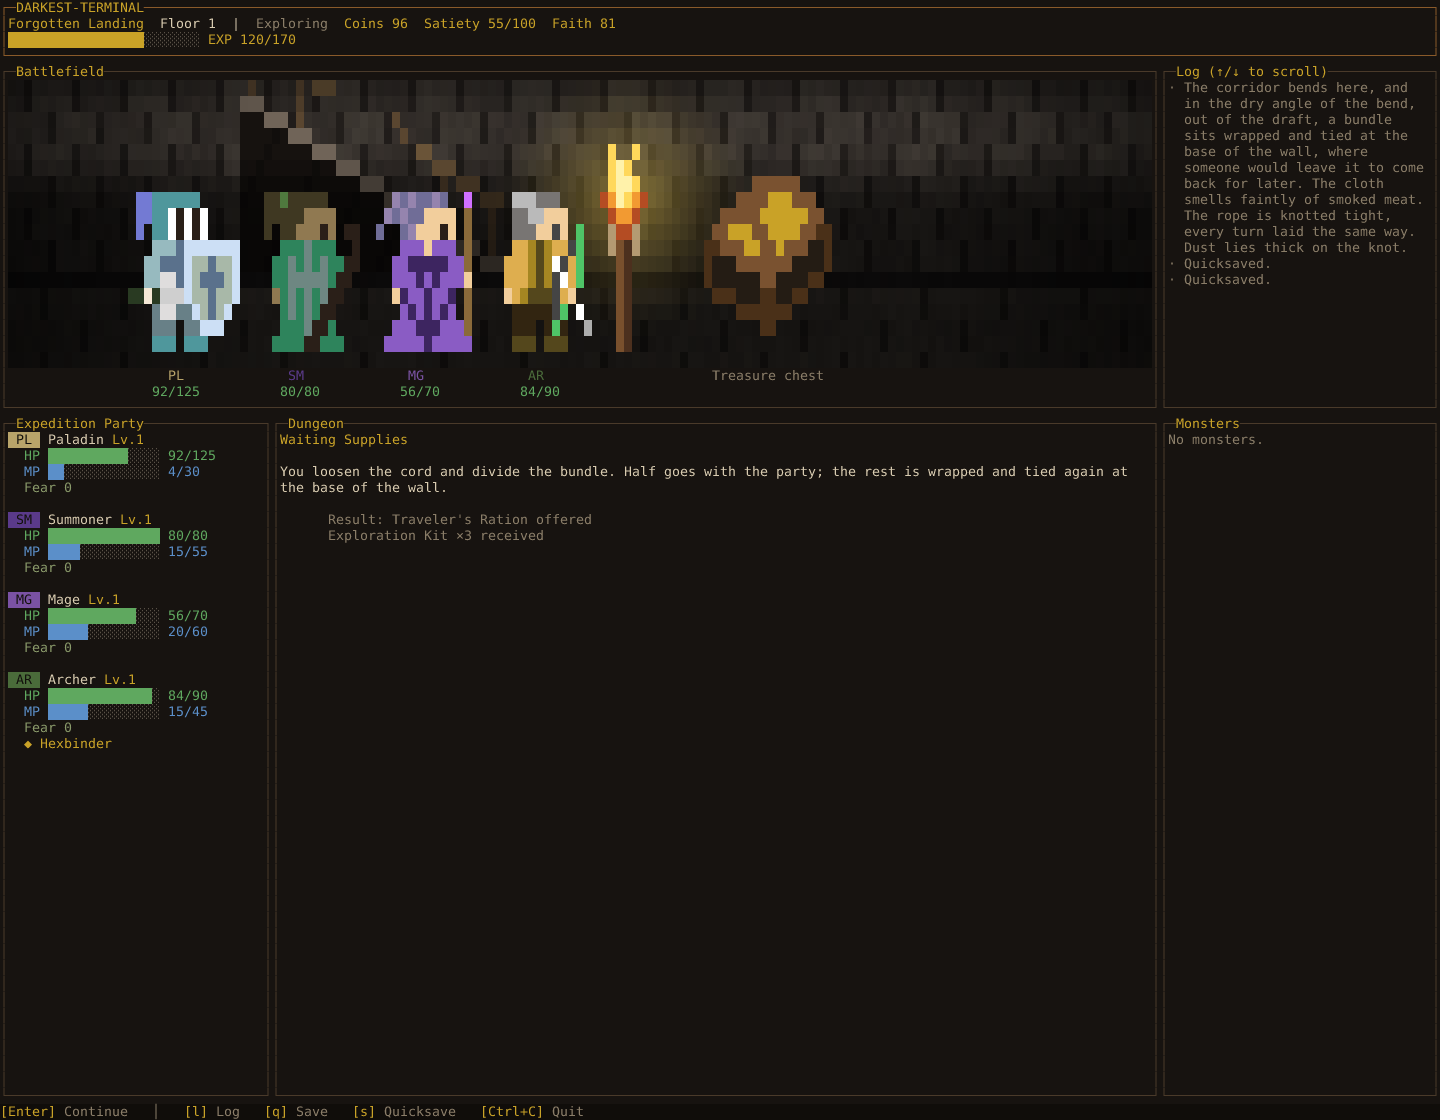 DARKEST-TERMINAL
Forgotten Landing  Floor 1  |  Exploring  Coins 96  Satiety 55/100  Faith 81
EXP 120/170
Battlefield
PL
92/125
SM
80/80
MG
56/70
AR
84/90
Treasure chest
Log (↑/↓ to scroll)
· The corridor bends here, and
in the dry angle of the bend,
out of the draft, a bundle
sits wrapped and tied at the
base of the wall, where
someone would leave it to come
back for later. The cloth
smells faintly of smoked meat.
The rope is knotted tight,
every turn laid the same way.
Dust lies thick on the knot.
· Quicksaved.
· Quicksaved.
Expedition Party
PL Paladin Lv.1
HP 92/125
MP 4/30
Fear 0
SM Summoner Lv.1
HP 80/80
MP 15/55
Fear 0
MG Mage Lv.1
HP 56/70
MP 20/60
Fear 0
AR Archer Lv.1
HP 84/90
MP 15/45
Fear 0
◆ Hexbinder
Dungeon
Waiting Supplies
You loosen the cord and divide the bundle. Half goes with the party; the rest is wrapped and tied again at
the base of the wall.
Result: Traveler's Ration offered
Exploration Kit ×3 received
Monsters
No monsters.
[Enter] Continue  |  [l] Log  [q] Save  [s] Quicksave  [Ctrl+C] Quit